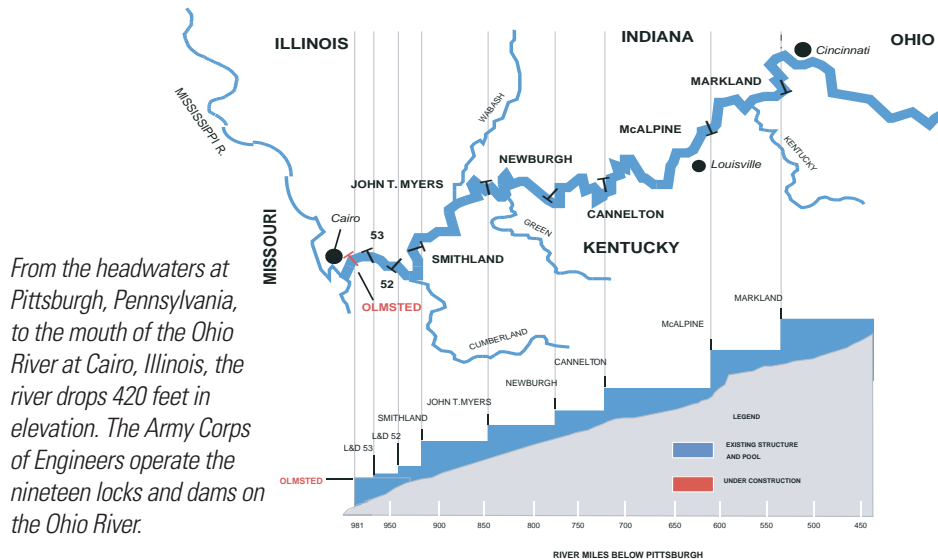 ILLINOIS
INDIANA
OHIO
Cincinnati
MARKLAND
MISSISSIPPI R.
WABASH
McALPINE
KENTUCKY
NEWBURGH
Louisville
JOHN T. MYERS
CANNELTON
MISSOURI
Cairo
53
GREEN
KENTUCKY
SMITHLAND
52
OLMSTED
CUMBERLAND
From the headwaters at
Pittsburgh, Pennsylvania,
to the mouth of the Ohio
River at Cairo, Illinois, the
river drops 420 feet in
elevation. The Army Corps
of Engineers operate the
nineteen locks and dams on
the Ohio River.
MARKLAND
McALPINE
CANNELTON
NEWBURGH
JOHN T.MYERS
SMITHLAND
L&D 52
L&D 53
OLMSTED
LEGEND
EXISTING STRUCTURE
AND POOL
UNDER CONSTRUCTION
981 950 900 850 800 750 700 650 600 550 500 450
RIVER MILES BELOW PITTSBURGH